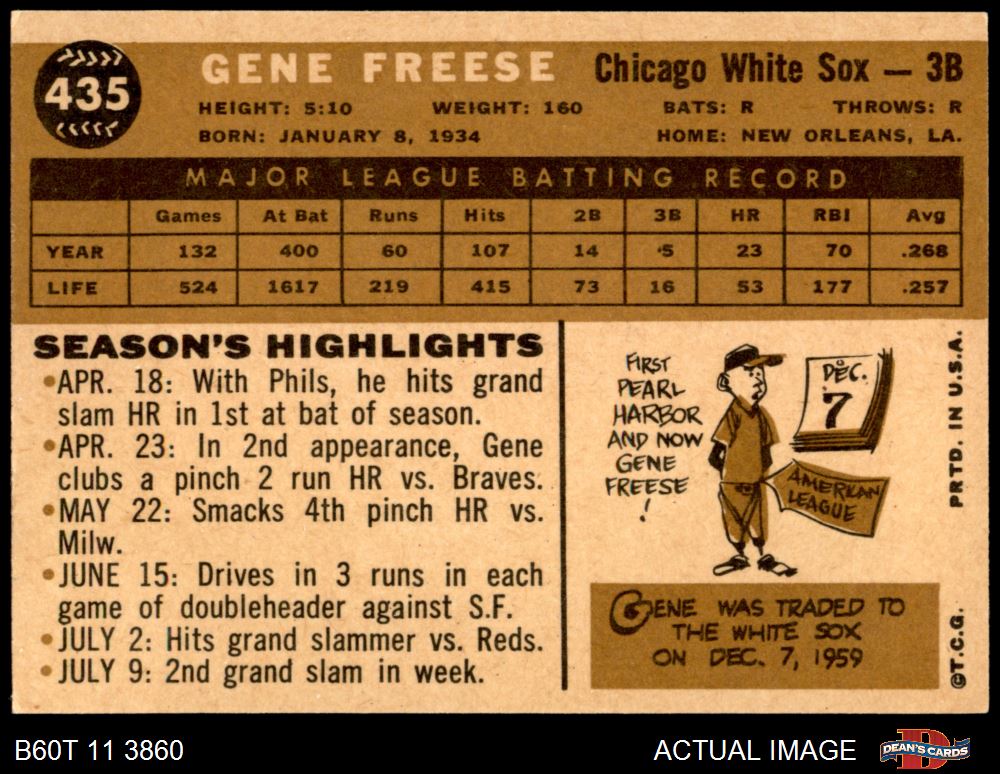 435
GENE FREESE
Chicago White Sox — 3B
HEIGHT: 5:10 WEIGHT: 160 BATS: R THROWS: R
BORN: JANUARY 8, 1934 HOME: NEW ORLEANS, LA.
MAJOR LEAGUE BATTING RECORD
Games At Bat Runs Hits 2B 3B HR RBI Avg
YEAR 132 400 60 107 14 5 23 70 .268
LIFE 524 1617 219 415 73 16 53 177 .257
SEASON'S HIGHLIGHTS
•APR. 18: With Phils, he hits grand
slam HR in 1st at bat of season.
•APR. 23: In 2nd appearance, Gene
clubs a pinch 2 run HR vs. Braves.
•MAY 22: Smacks 4th pinch HR vs.
Milw.
•JUNE 15: Drives in 3 runs in each
game of doubleheader against S.F.
•JULY 2: Hits grand slammer vs. Reds.
•JULY 9: 2nd grand slam in week.
FIRST
PEARL
HARBOR
AND NOW
GENE
FREESE
!
DEC.
7
AMERICAN
LEAGUE
GENE WAS TRADED TO
THE WHITE SOX
ON DEC. 7, 1959
©T.C.G. PRTD. IN U.S.A.
B60T 11 3860
ACTUAL IMAGE
DEAN'S CARDS